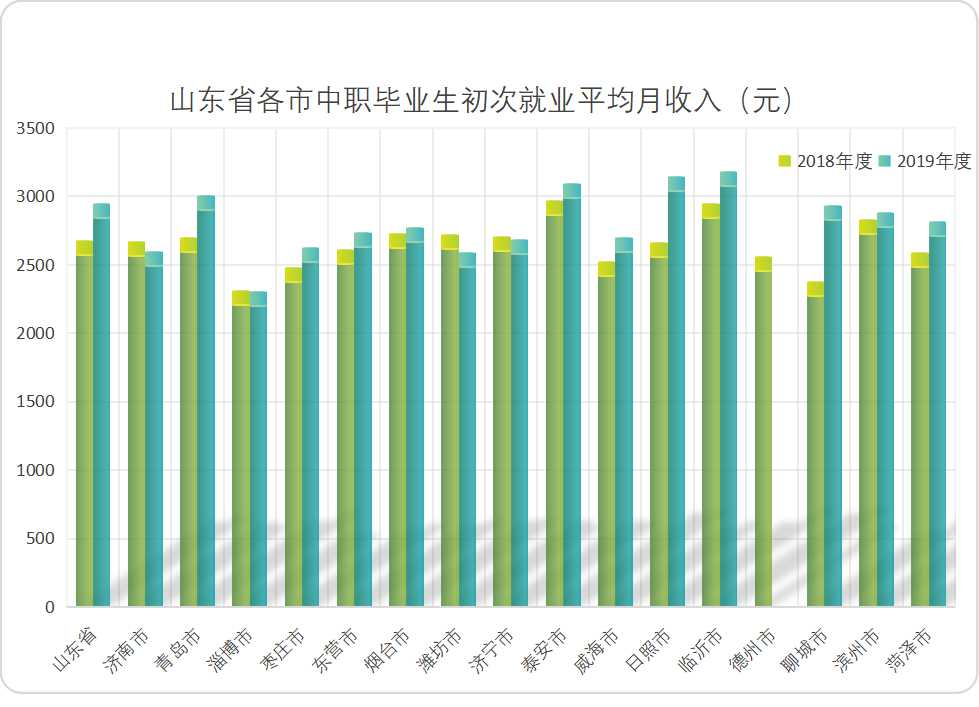 山东省各市中职毕业生初次就业平均月收入（元）
2018年度 2019年度
3500
3000
2500
2000
1500
1000
500
0
山东省
济南市
青岛市
淄博市
枣庄市
东营市
烟台市
潍坊市
济宁市
泰安市
威海市
日照市
临沂市
德州市
聊城市
滨州市
菏泽市